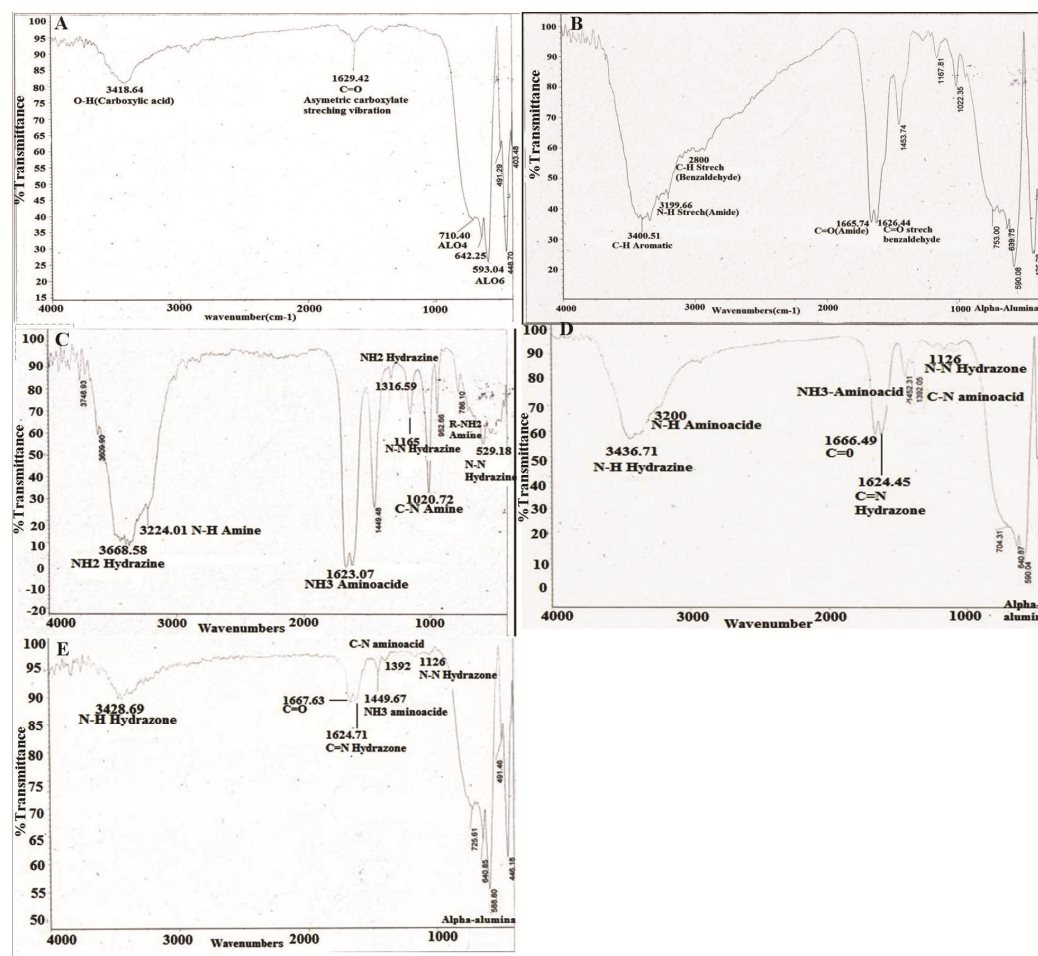 A
100
95
90
85
80
75
70
65
60
55
50
45
40
35
30
25
20
15
%Transmittance
3418.64
O-H(Carboxylic acid)
1629.42
C=O
Asymetric carboxylate
streching vibration
710.40
ALO4
642.25
593.04
ALO6
491.29
448.70
403.48
4000
3000
2000
1000
wavenumber(cm-1)
B
100
90
80
70
60
50
40
30
20
%Transmittance
2800
C-H Strech
(Benzaldehyde)
3199.66
N-H Strech(Amide)
3400.51
C-H Aromatic
1665.74
C=O(Amide)
1626.44
C=O strech
benzaldehyde
1453.74
1167.81
1022.35
753.00
639.75
590.08
4000
3000
2000
1000
Wavenumbers(cm-1)
Alpha-Alumina
C
100
90
80
70
60
50
40
30
20
10
0
-10
-20
%Transmittance
3748.93
3609.90
3224.01 N-H Amine
3668.58
NH2 Hydrazine
NH2 Hydrazine
1316.59
1165
N-N Hydrazine
1020.72
C-N Amine
1449.48
1623.07
NH3 Aminoacide
952.66
786.10
R-NH2
Amine
529.18
N-N
Hydrazine
4000
3000
2000
1000
Wavenumbers
D
100
90
80
70
60
50
40
30
20
10
0
%Transmittance
3200
N-H Aminoacide
3436.71
N-H Hydrazine
NH3-Aminoacid
1452.31
1392.05
1126
N-N Hydrazone
C-N aminoacid
1666.49
C=0
1624.45
C=N
Hydrazone
704.31
640.87
590.04
Alpha-
alumin
4000
3000
2000
1000
Wavenumber
E
100
95
90
85
80
75
70
65
60
55
50
%Transmittance
3428.69
N-H Hydrazone
C-N aminoacid
1392
1126
N-N Hydrazone
1667.63
C=O
1449.67
NH3 aminoacide
1624.71
C=N Hydrazone
725.61
640.85
588.80
491.46
446.18
Alpha-alumina
4000
3000
2000
1000
Wavenumbers